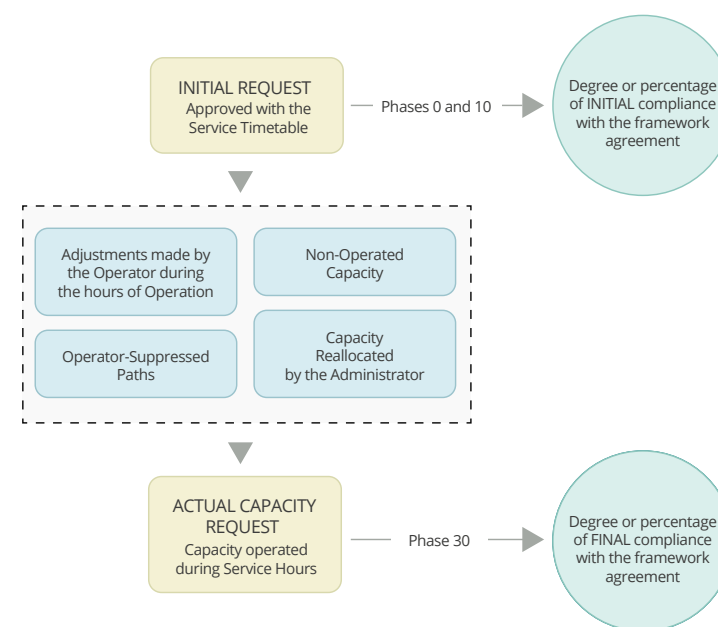 INITIAL REQUEST
Approved with the
Service Timetable
Phases 0 and 10
Degree or percentage
of INITIAL compliance
with the framework
agreement
Adjustments made by
the Operator during
the hours of Operation
Non-Operated
Capacity
Operator-Suppressed
Paths
Capacity
Reallocated
by the Administrator
ACTUAL CAPACITY
REQUEST
Capacity operated
during Service Hours
Phase 30
Degree or percentage
of FINAL compliance
with the framework
agreement